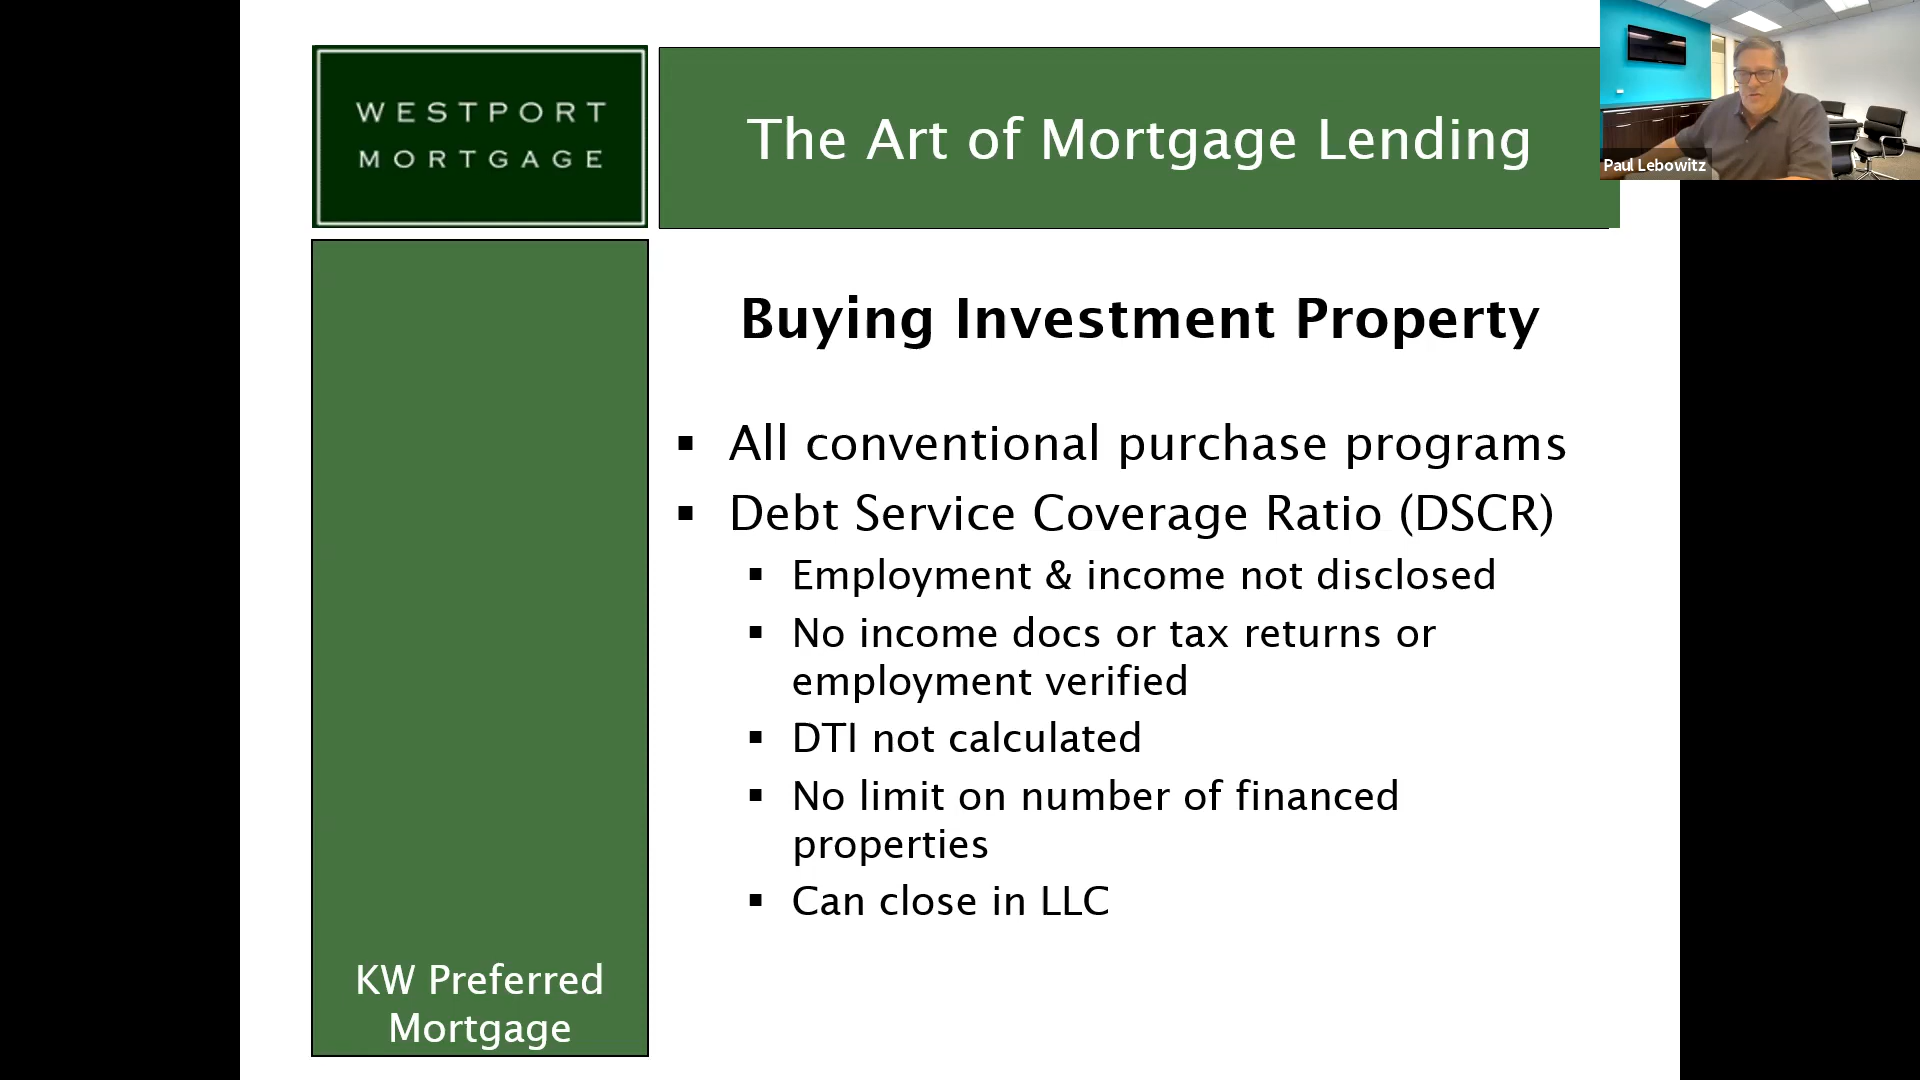 WESTPORT
MORTGAGE
The Art of Mortgage Lending
Paul Lebowitz
Buying Investment Property
▪ All conventional purchase programs
▪ Debt Service Coverage Ratio (DSCR)
▪ Employment & income not disclosed
▪ No income docs or tax returns or
employment verified
▪ DTI not calculated
▪ No limit on number of financed
properties
▪ Can close in LLC
KW Preferred
Mortgage